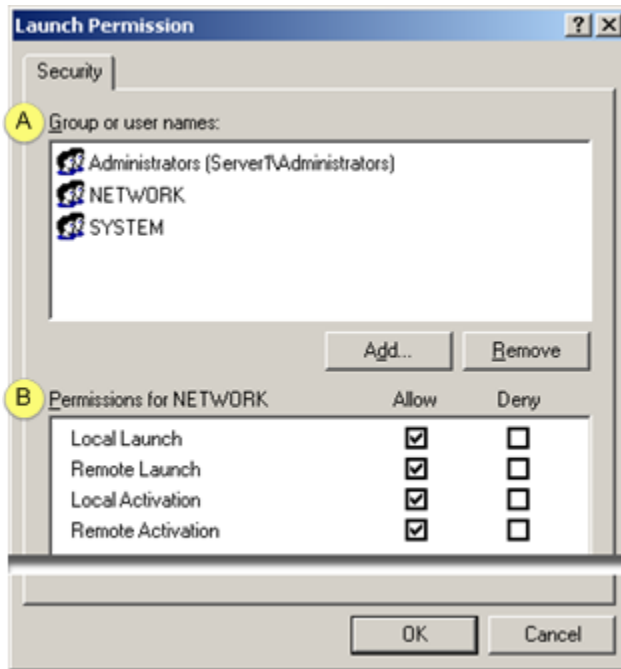 Launch Permission
Security
A Group or user names:
Administrators (Server1\Administrators)
NETWORK
SYSTEM
Add... Remove
B Permissions for NETWORK Allow Deny
Local Launch
Remote Launch
Local Activation
Remote Activation
OK Cancel